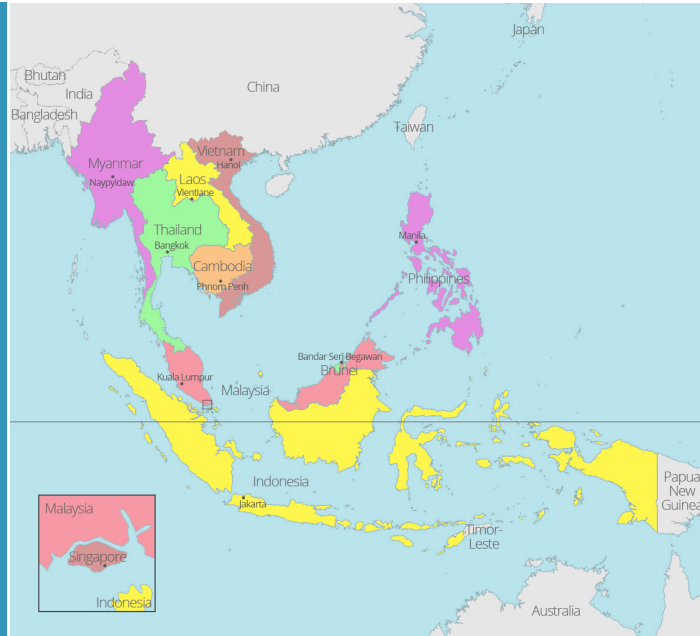 Japan
Bhutan
China
India
Bangladesh
Taiwan
Vietnam
Hanoi
Myanmar
Naypyidaw
Laos
Vientiane
Thailand
Manila
Bangkok
Cambodia
Philippines
Phnom Penh
Bandar Seri Begawan
Brunei
Kuala Lumpur
Malaysia
Indonesia
Papua
New
Guinea
Jakarta
Malaysia
Timor-
Leste
Singapore
Indonesia
Australia